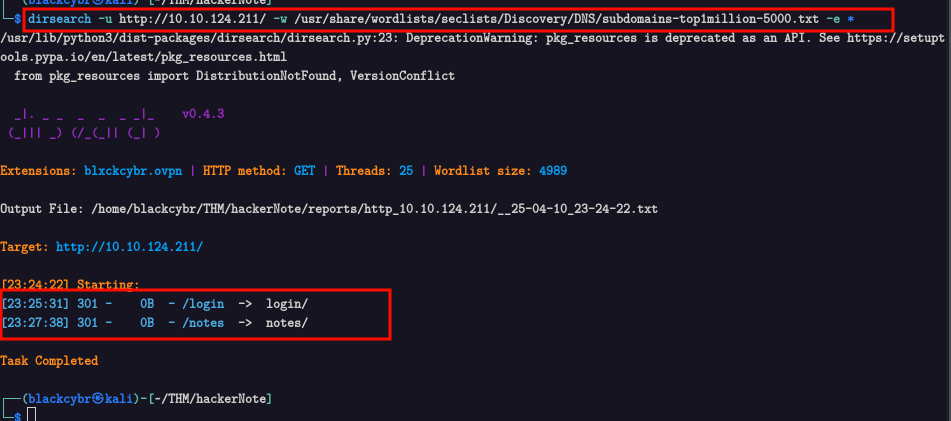 $ dirsearch -u http://10.10.124.211/ -w /usr/share/wordlists/seclists/Discovery/DNS/subdomains-top1million-5000.txt -e *
/usr/lib/python3/dist-packages/dirsearch/dirsearch.py:23: DeprecationWarning: pkg_resources is deprecated as an API. See https://setupt
ools.pypa.io/en/latest/pkg_resources.html
  from pkg_resources import DistributionNotFound, VersionConflict
  _|. _ _  _  _  _ _|_    v0.4.3
 (_||| _) (/_(_|| (_| )
Extensions: blxckcybr.ovpn | HTTP method: GET | Threads: 25 | Wordlist size: 4989
Output File: /home/blackcybr/THM/hackerNote/reports/http_10.10.124.211/__25-04-10_23-24-22.txt
Target: http://10.10.124.211/
[23:24:22] Starting:
[23:25:31] 301 -    0B  - /login  ->  login/
[23:27:38] 301 -    0B  - /notes  ->  notes/
Task Completed
┌──(blackcybr㉿kali)-[~/THM/hackerNote]
└─$